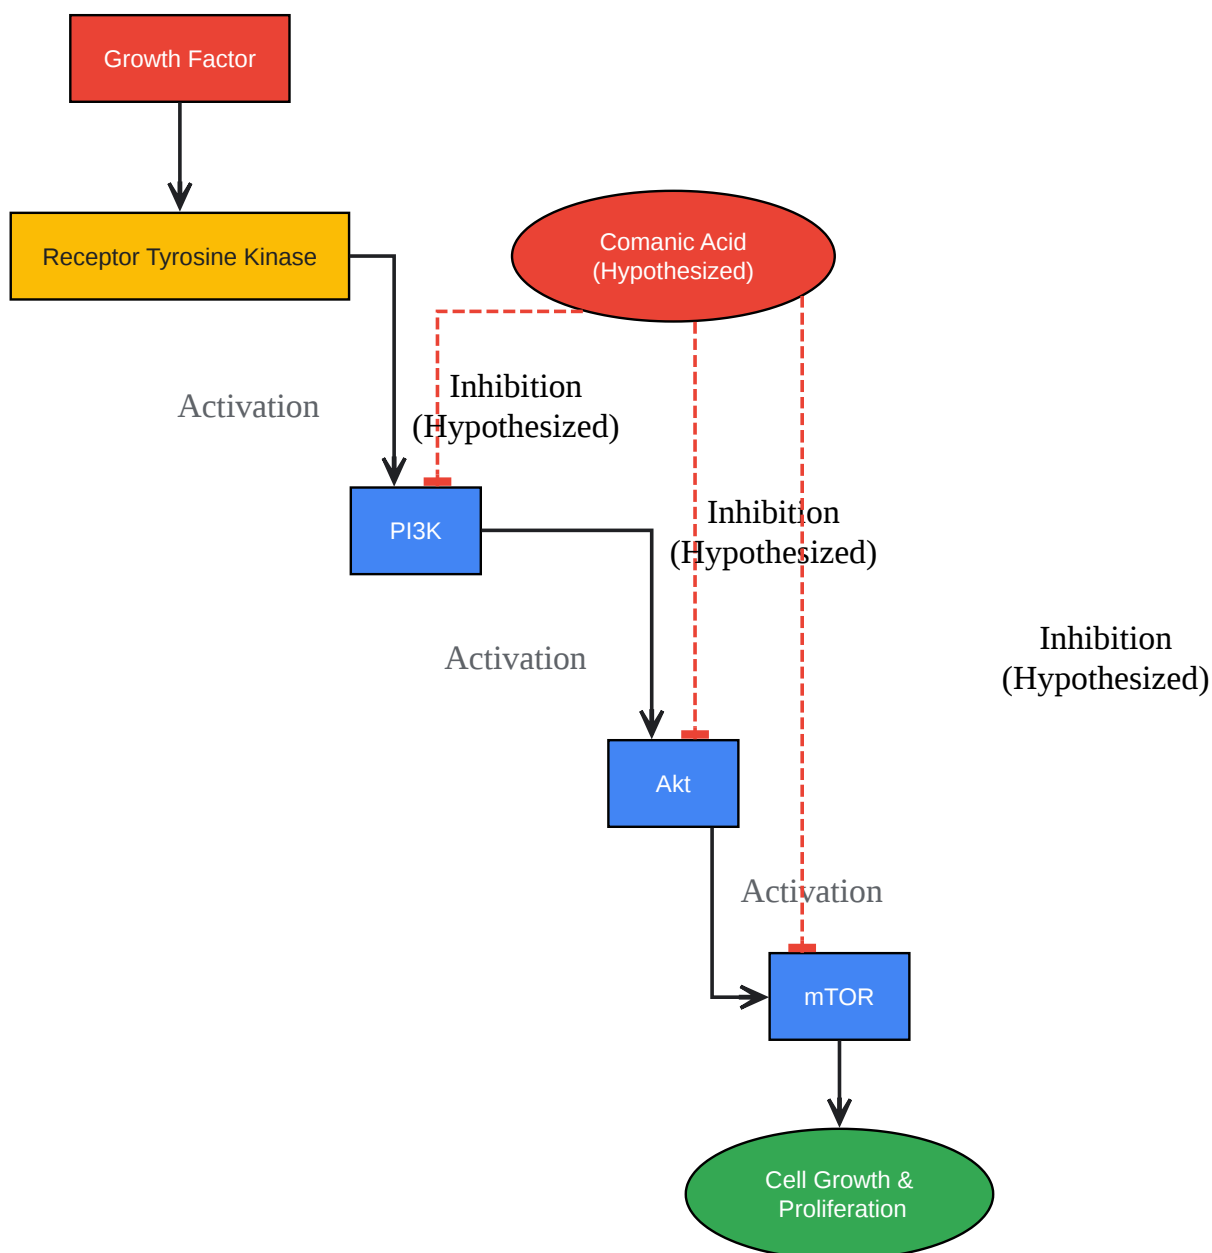 Growth Factor
Receptor Tyrosine Kinase
Comanic Acid
(Hypothesized)
Activation
Inhibition
(Hypothesized)
PI3K
Inhibition
(Hypothesized)
Activation
Inhibition
(Hypothesized)
Akt
Activation
mTOR
Cell Growth &
Proliferation